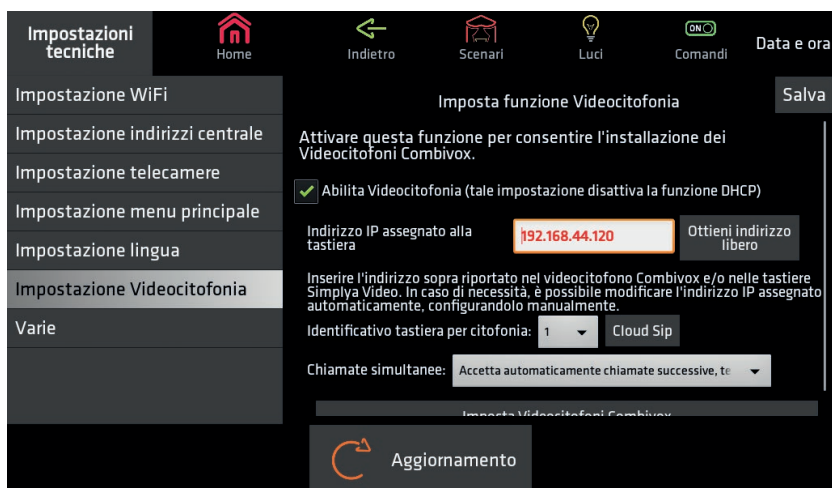 Impostazioni
tecniche
Home
Indietro
Scenari
Luci
ON
Comandi
Data e ora
Impostazione WiFi
Impostazione indirizzi centrale
Impostazione telecamere
Impostazione menu principale
Impostazione lingua
Impostazione Videocitofonia
Varie
Imposta funzione Videocitofonia
Salva
Attivare questa funzione per consentire l'installazione dei
Videocitofoni Combivox.
Abilita Videocitofonia (tale impostazione disattiva la funzione DHCP)
Indirizzo IP assegnato alla
tastiera
192.168.44.120
Ottieni indirizzo
libero
Inserire l'indirizzo sopra riportato nel videocitofono Combivox e/o nelle tastiere
Simplya Video. In caso di necessità, è possibile modificare l'indirizzo IP assegnato
automaticamente, configurandolo manualmente.
Identificativo tastiera per citofonia:
1
Cloud Sip
Chiamate simultanee:
Accetta automaticamente chiamate successive, te
Imposta Videocitofoni Combivox
Aggiornamento